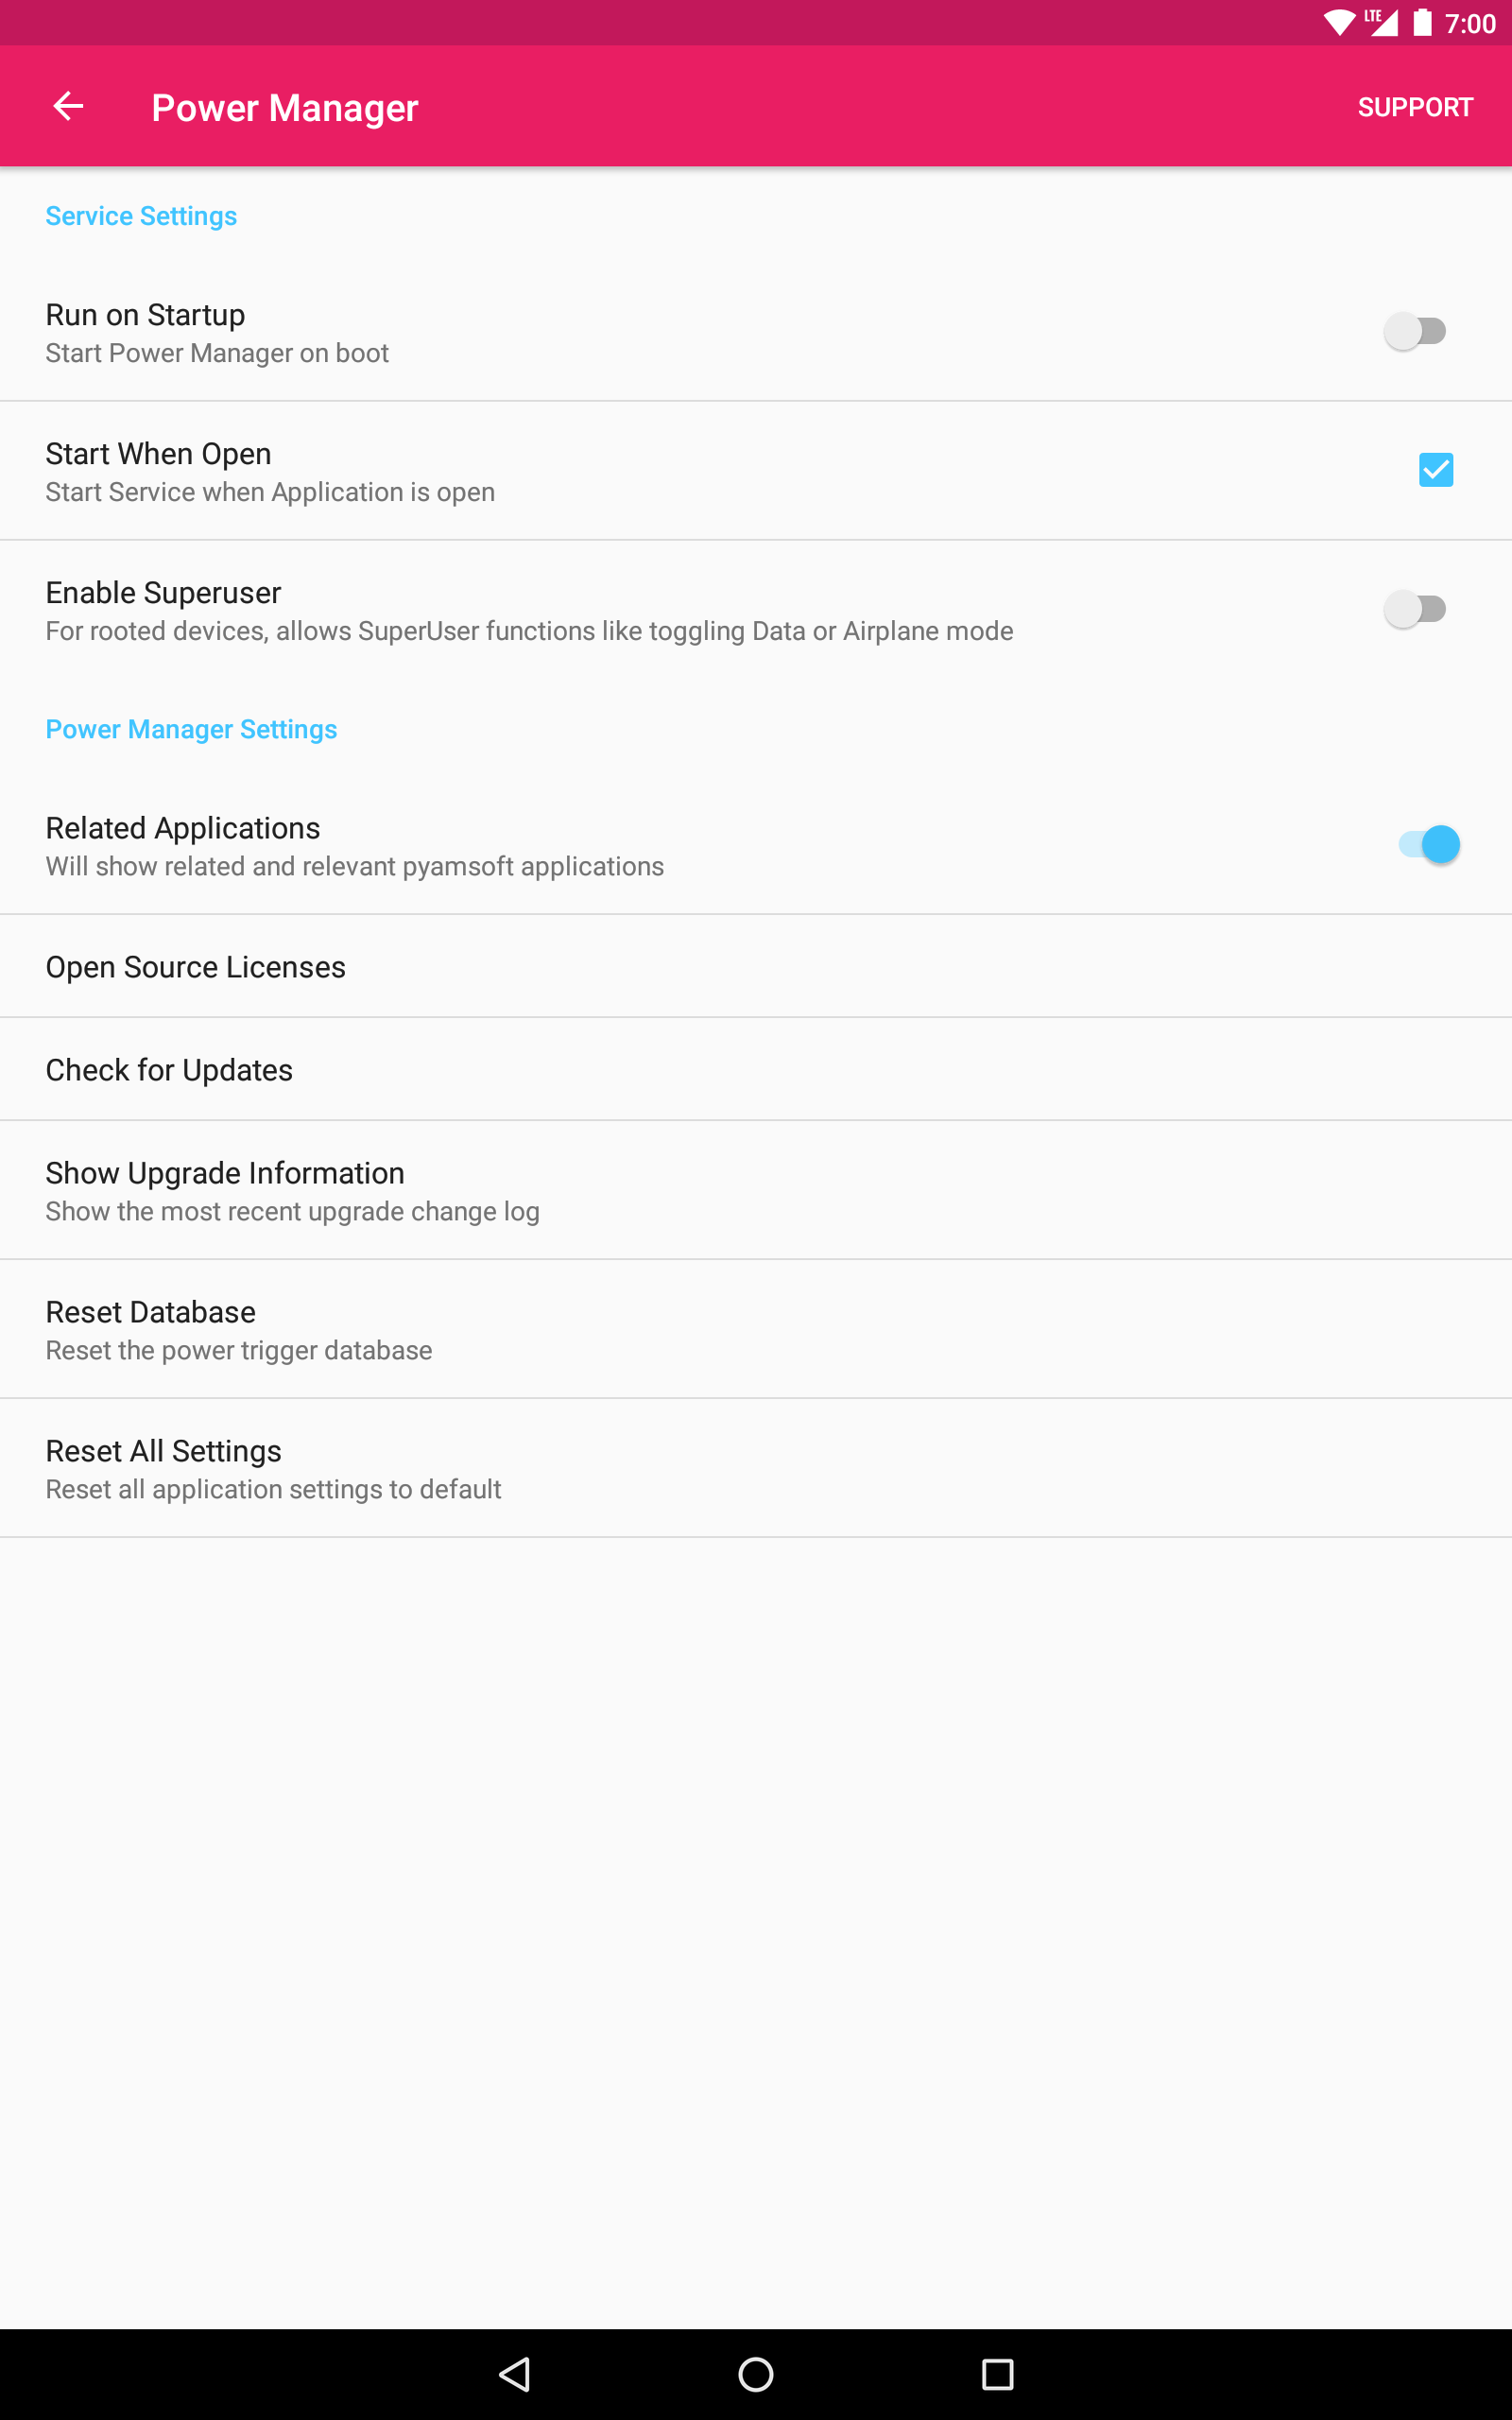 LTE 7:00
Power Manager SUPPORT
Service Settings
Run on Startup
Start Power Manager on boot
Start When Open
Start Service when Application is open
Enable Superuser
For rooted devices, allows SuperUser functions like toggling Data or Airplane mode
Power Manager Settings
Related Applications
Will show related and relevant pyamsoft applications
Open Source Licenses
Check for Updates
Show Upgrade Information
Show the most recent upgrade change log
Reset Database
Reset the power trigger database
Reset All Settings
Reset all application settings to default